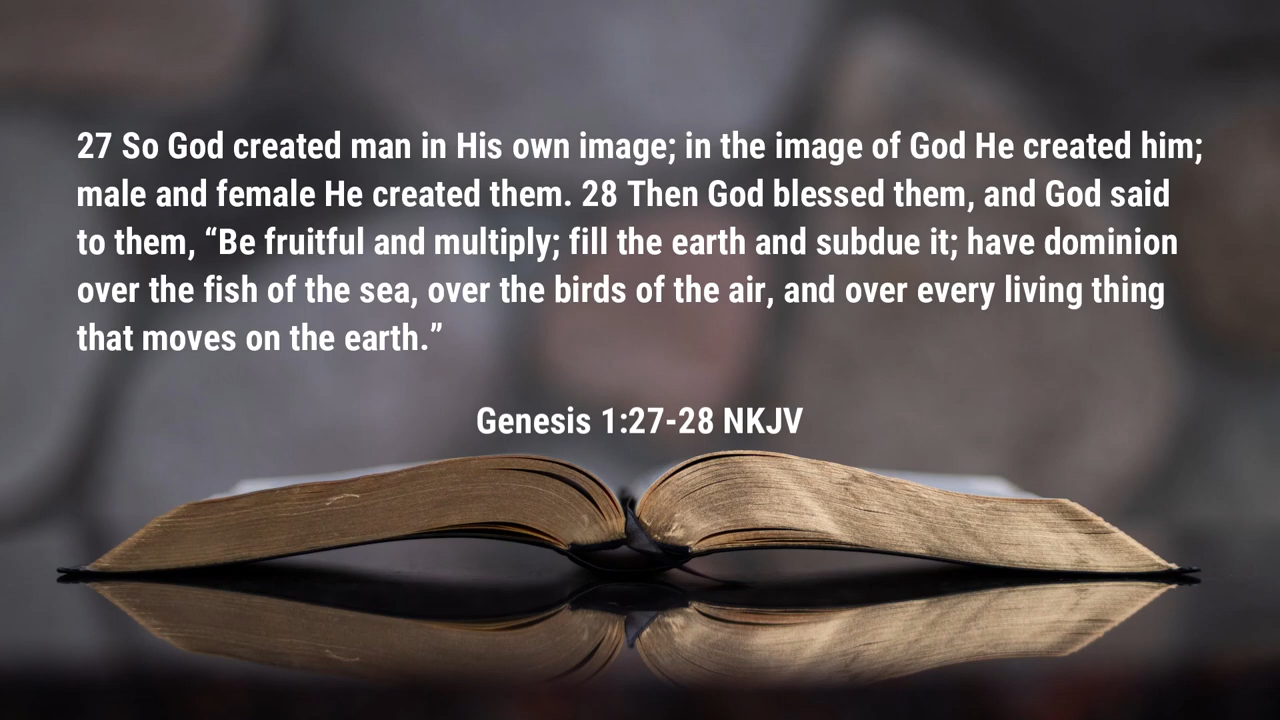 27 So God created man in His own image; in the image of God He created him;
male and female He created them. 28 Then God blessed them, and God said
to them, “Be fruitful and multiply; fill the earth and subdue it; have dominion
over the fish of the sea, over the birds of the air, and over every living thing
that moves on the earth.”
Genesis 1:27-28 NKJV